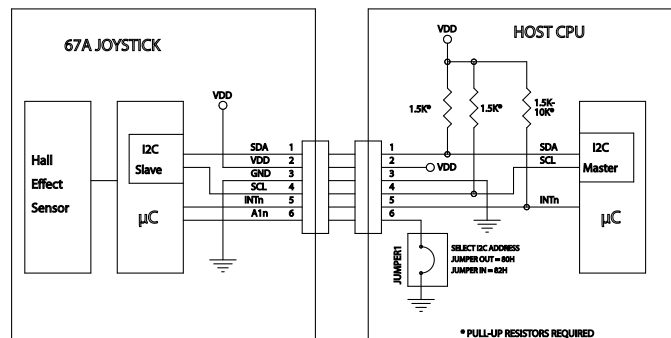 67A JOYSTICK
HOST CPU
VDD
VDD
1.5K*
1.5K*
1.5K-
10K*
Hall
Effect
Sensor
I2C
Slave
µC
SDA 1
VDD 2
GND 3
SCL 4
INTn 5
A1n 6
1
2
3
4
5
6
VDD
SDA
SCL
INTn
I2C
Master
µC
JUMPER1
SELECT I2C ADDRESS
JUMPER OUT = 80H
JUMPER IN = 82H
* PULL-UP RESISTORS REQUIRED